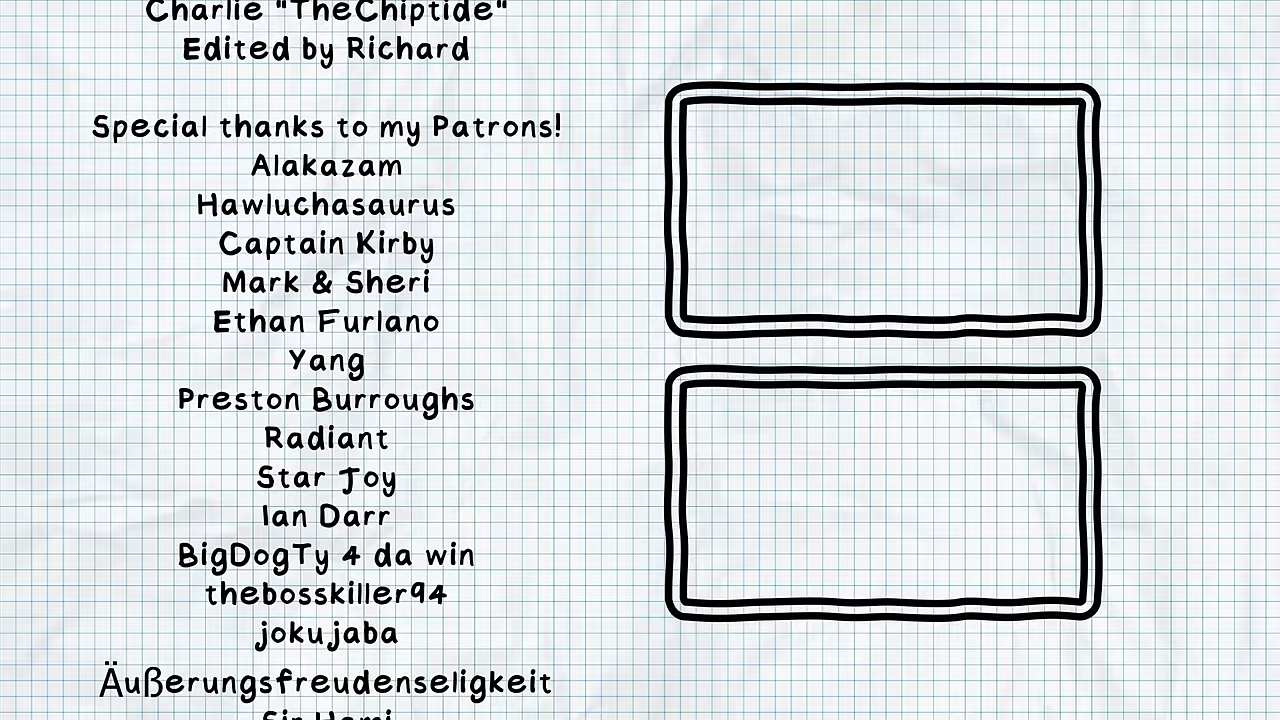 Charlie "TheChiptide"
Edited by Richard
Special thanks to my Patrons!
Alakazam
Hawluchasaurus
Captain Kirby
Mark & Sheri
Ethan Furlano
Yang
Preston Burroughs
Radiant
Star Joy
Ian Darr
BigDogTy 4 da win
thebosskiller94
jokujaba
Äußerungsfreudenseligkeit